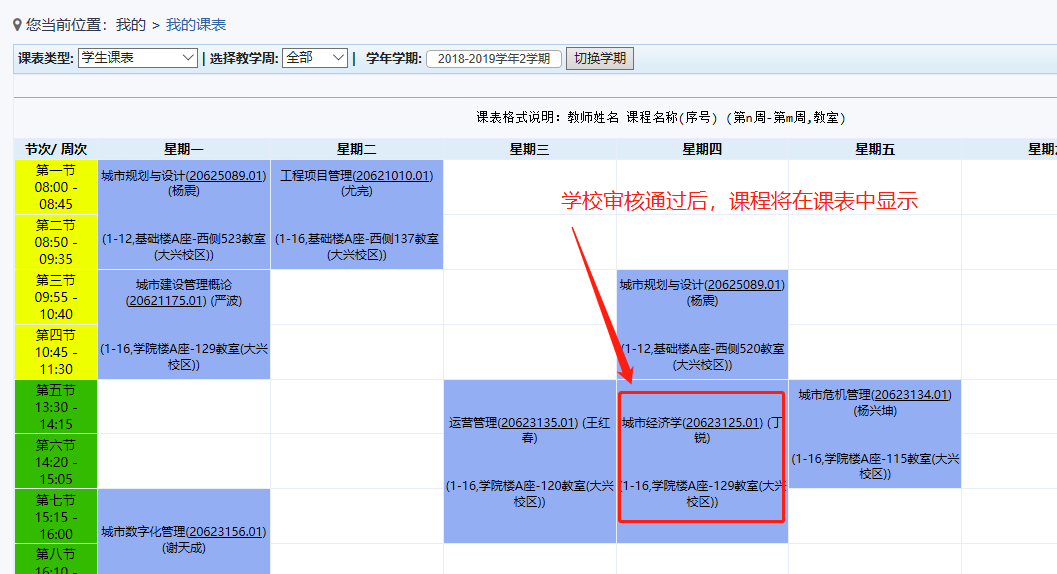 您当前位置：我的 > 我的课表
课表类型: 学生课表 | 选择教学周: 全部 | 学年学期: 2018-2019学年2学期 切换学期
课表格式说明：教师姓名 课程名称(序号) (第n周-第m周,教室)
节次/ 周次 星期一 星期二 星期三 星期四 星期五
第一节
08:00 -
08:45
城市规划与设计(20625089.01)
(杨震)
(1-12,基础楼A座-西侧523教室
(大兴校区))
工程项目管理(20621010.01)
(尤完)
(1-16,基础楼A座-西侧137教室
(大兴校区))
学校审核通过后，课程将在课表中显示
第二节
08:50 -
09:35
第三节
09:55 -
10:40
城市建设管理概论
(20621175.01) (严波)
(1-16,学院楼A座-129教室(大兴
校区))
城市规划与设计(20625089.01)
(杨震)
(1-12,基础楼A座-西侧520教室
(大兴校区))
第四节
10:45 -
11:30
第五节
13:30 -
14:15
运营管理(20623135.01) (王红
春)
(1-16,学院楼A座-120教室(大兴
校区))
城市经济学(20623125.01) (丁
锐)
(1-16,学院楼A座-129教室(大兴
校区))
城市危机管理(20623134.01)
(杨兴坤)
(1-16,学院楼A座-115教室(大兴
校区))
第六节
14:20 -
15:05
第七节
15:15 -
16:00
城市数字化管理(20623156.01)
(谢天成)
第八节
16:10 -